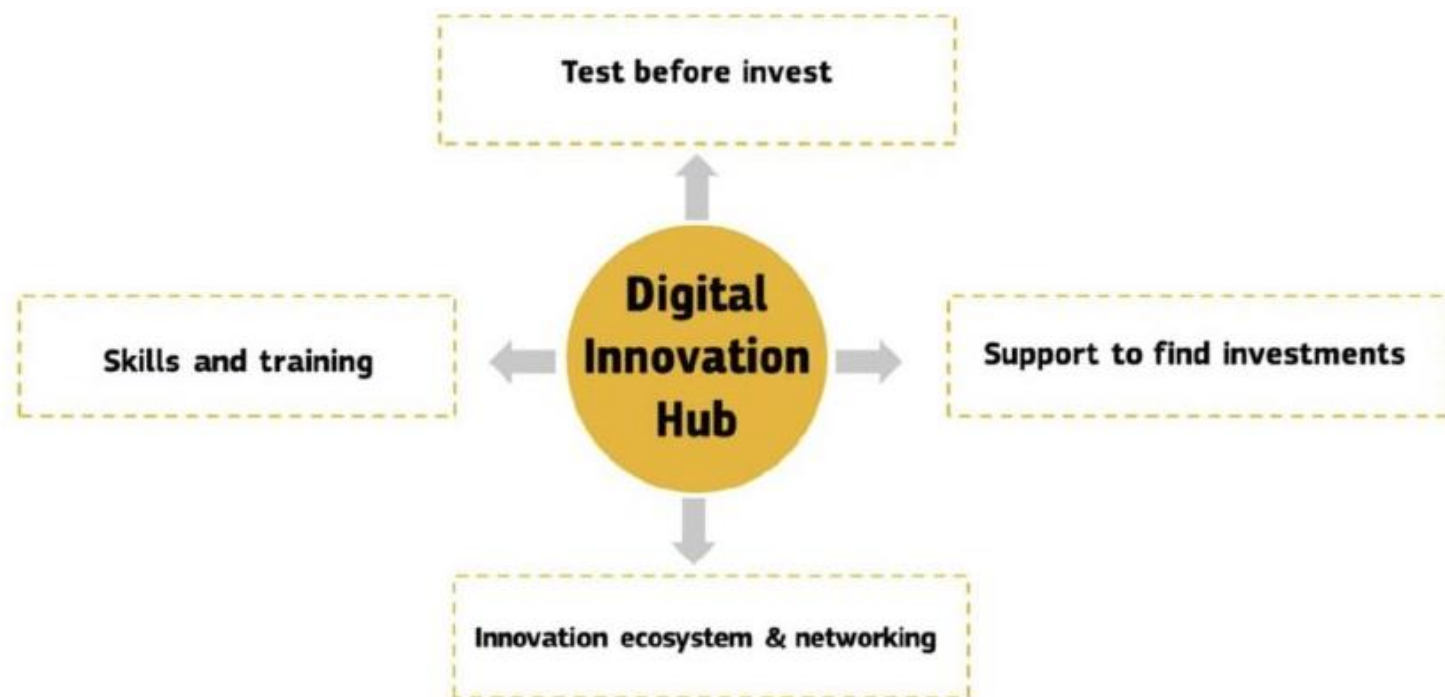 Test before invest
Skills and training
Digital
Innovation
Hub
Support to find investments
Innovation ecosystem & networking